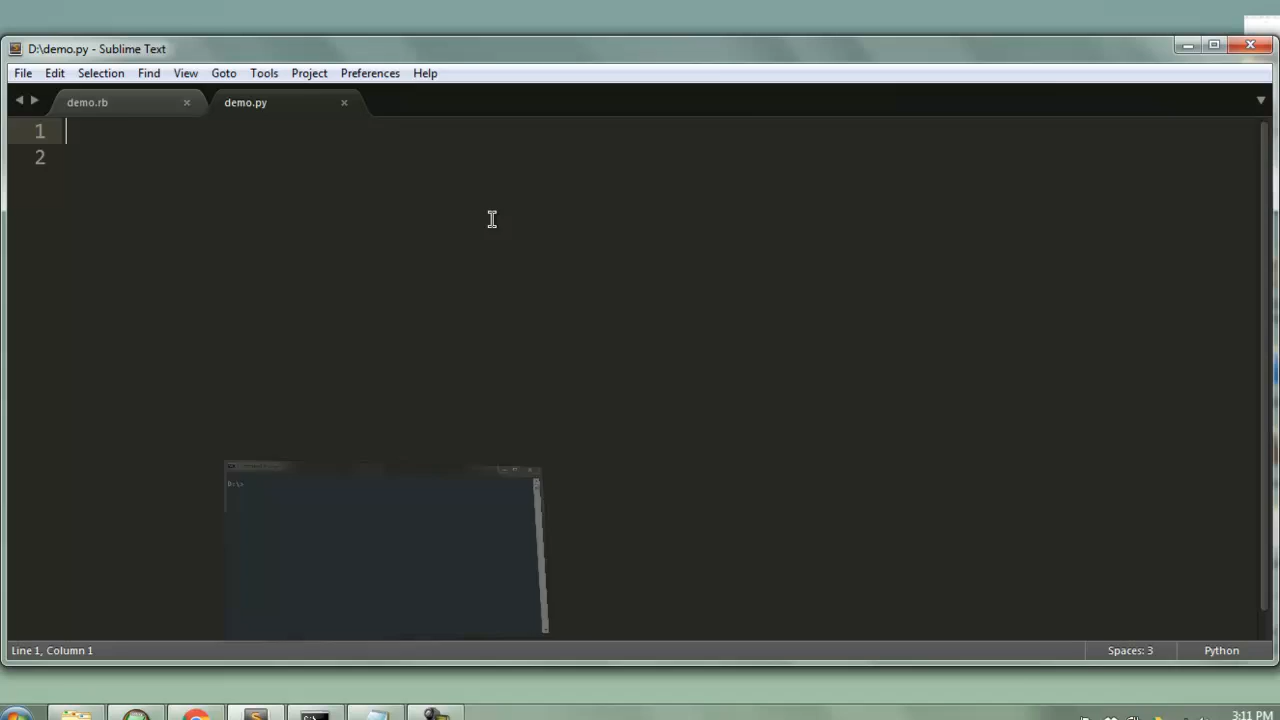 D:\demo.py - Sublime Text
File Edit Selection Find View Goto Tools Project Preferences Help
demo.rb demo.py
1
2
D:\>
Line 1, Column 1 Spaces: 3 Python
3:11 PM